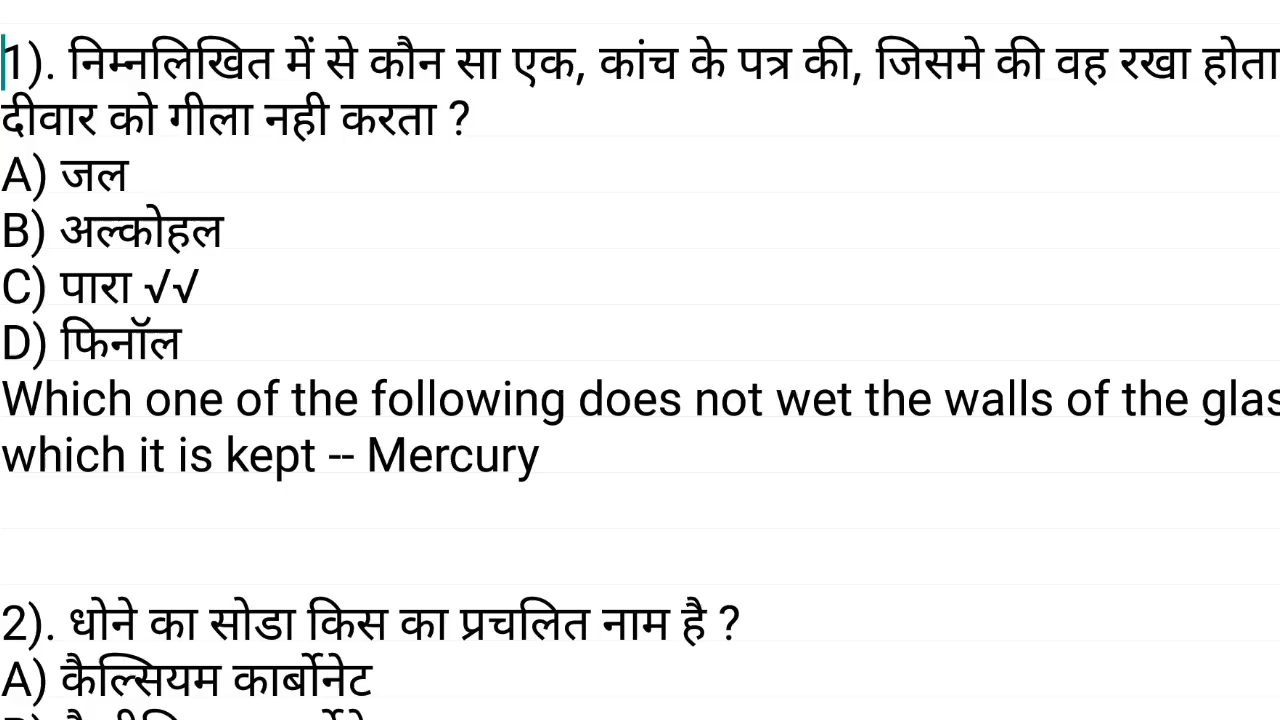 1). निम्नलिखित में से कौन सा एक, कांच के पत्र की, जिसमे की वह रखा होता
दीवार को गीला नही करता ?
A) जल
B) अल्कोहल
C) पारा √√
D) फिनॉल
Which one of the following does not wet the walls of the glas
which it is kept -- Mercury
2). धोने का सोडा किस का प्रचलित नाम है ?
A) कैल्सियम कार्बोनेट